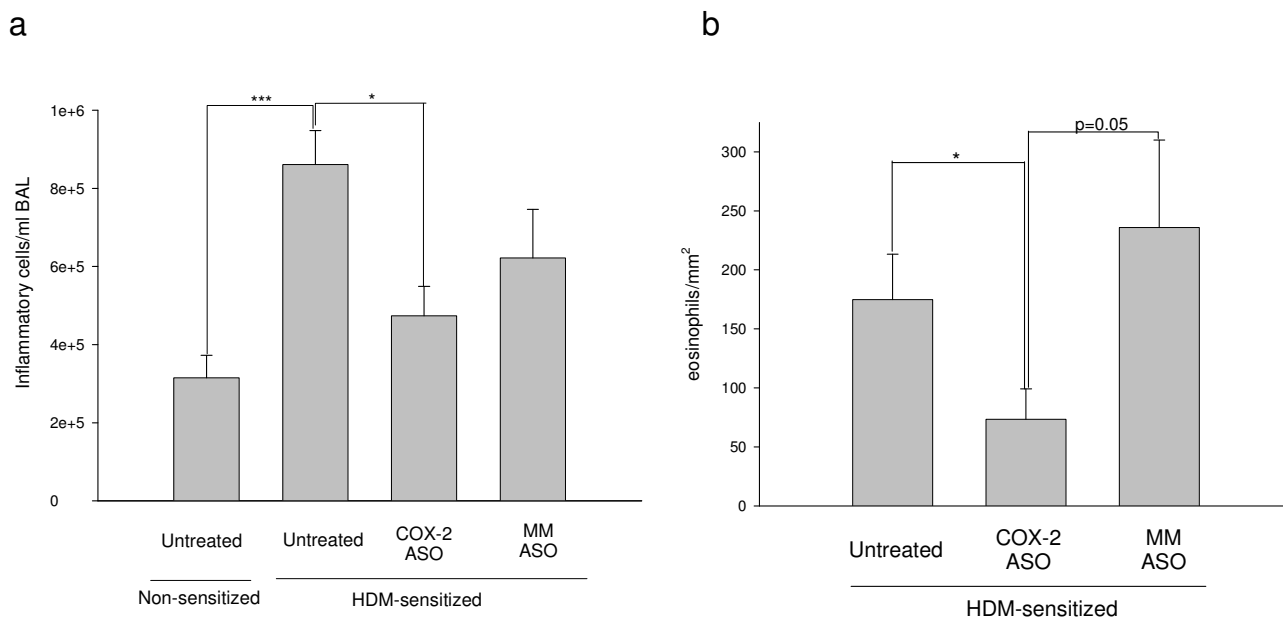 a
b
***
*
1e+6
8e+5
6e+5
4e+5
2e+5
0
Inflammatory cells/ml BAL
Untreated
Untreated
COX-2
ASO
MM
ASO
Non-sensitized
HDM-sensitized
p=0.05
*
300
250
200
150
100
50
0
eosinophils/mm²
Untreated
COX-2
ASO
MM
ASO
HDM-sensitized